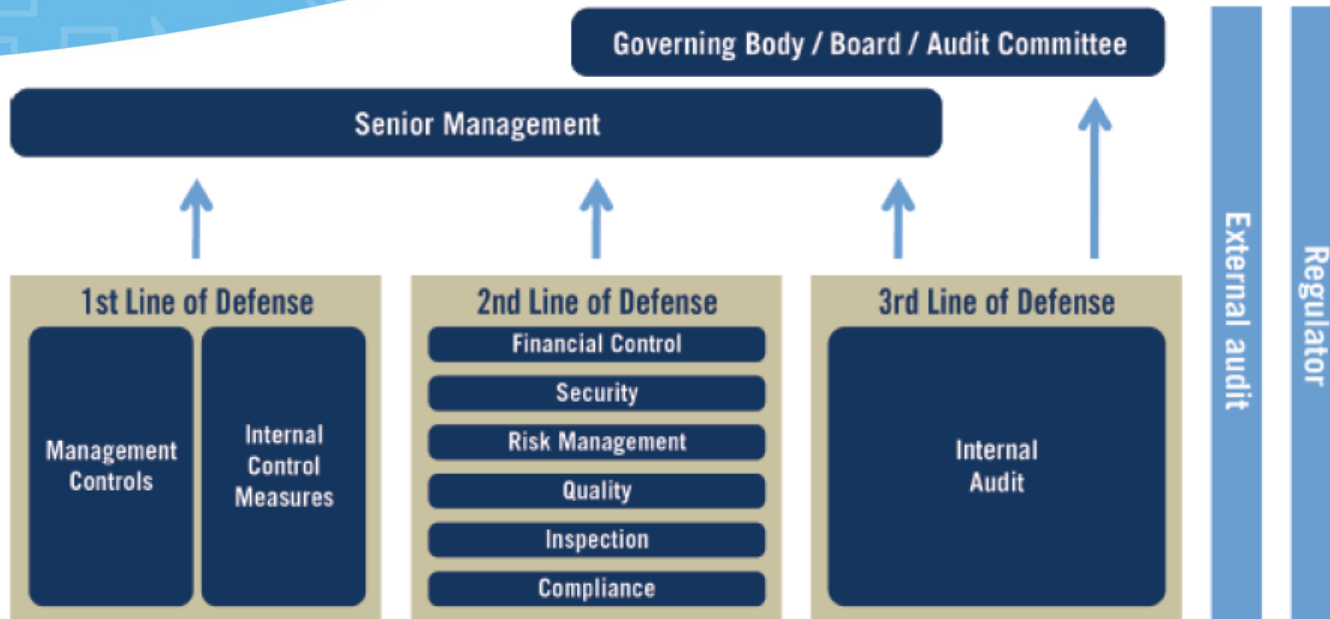 Governing Body / Board / Audit Committee
Senior Management
1st Line of Defense
Management
Controls
Internal
Control
Measures
2nd Line of Defense
Financial Control
Security
Risk Management
Quality
Inspection
Compliance
3rd Line of Defense
Internal
Audit
External audit
Regulator